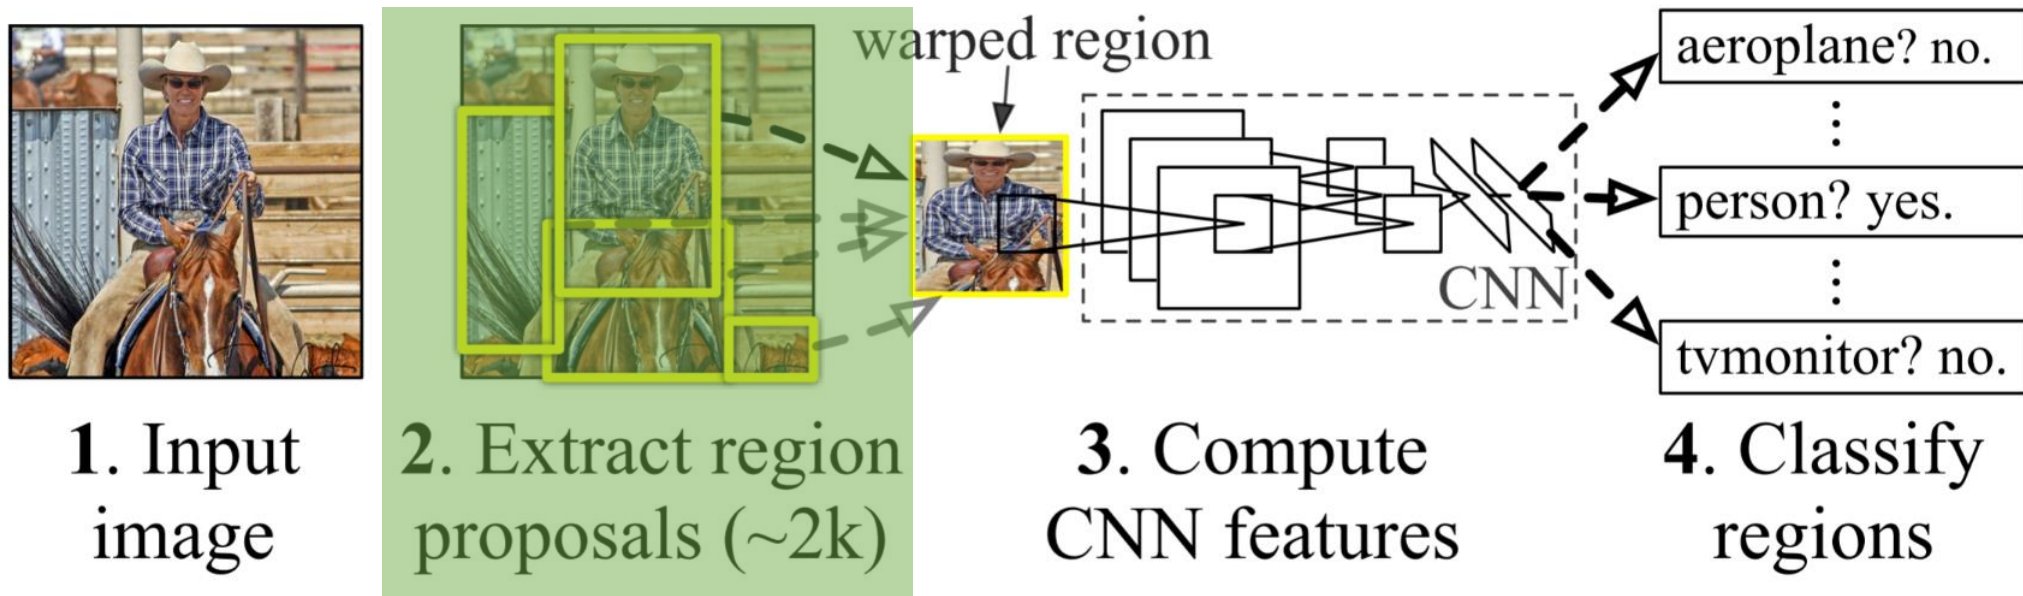 warped region
aeroplane? no.
person? yes.
CNN
tvmonitor? no.
1. Input
image
2. Extract region
proposals (~2k)
3. Compute
CNN features
4. Classify
regions